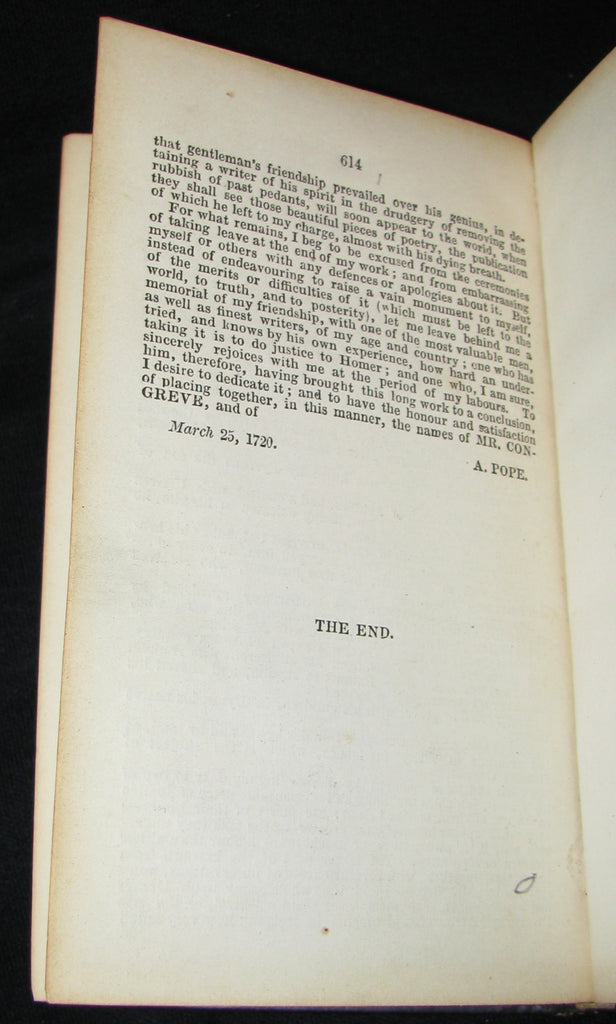 614
that gentleman's friendship prevailed over his genius, in de-
taining a writer of his spirit in the drudgery of removing the
rubbish of past pedants, will soon appear to the world, when
they shall see those beautiful pieces of poetry, the publication
of which he left to my charge, almost with his dying breath.
For what remains, I beg to be excused from the ceremonies
of taking leave at the end of my work; and from embarrassing
myself or others with any defences or apologies about it. But
instead of endeavouring to raise a vain monument to myself,
of the merits or difficulties of it (which must be left to the
world, to truth, and to posterity), let me leave behind me a
memorial of my friendship, with one of the most valuable men,
as well as finest writers, of my age and country; one who has
tried, and knows by his own experience, how hard an under-
taking it is to do justice to Homer; and one who, I am sure,
sincerely rejoices with me at the period of my labours. To
him, therefore, having brought this long work to a conclusion,
I desire to dedicate it; and to have the honour and satisfaction
of placing together, in this manner, the names of MR. CON-
GREVE, and of
A. POPE.
March 25, 1720.
THE END.